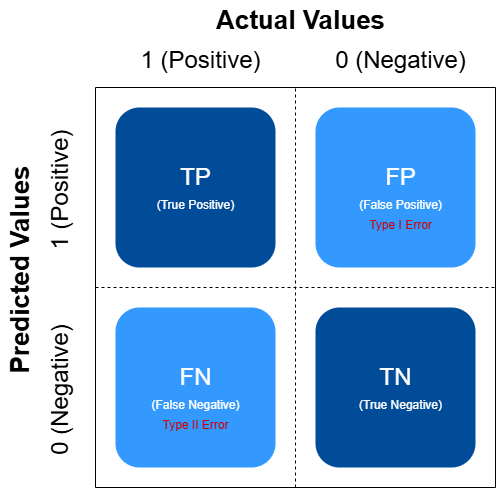 Actual Values
1 (Positive)
0 (Negative)
Predicted Values
1 (Positive)
TP
(True Positive)
FP
(False Positive)
Type I Error
0 (Negative)
FN
(False Negative)
Type II Error
TN
(True Negative)